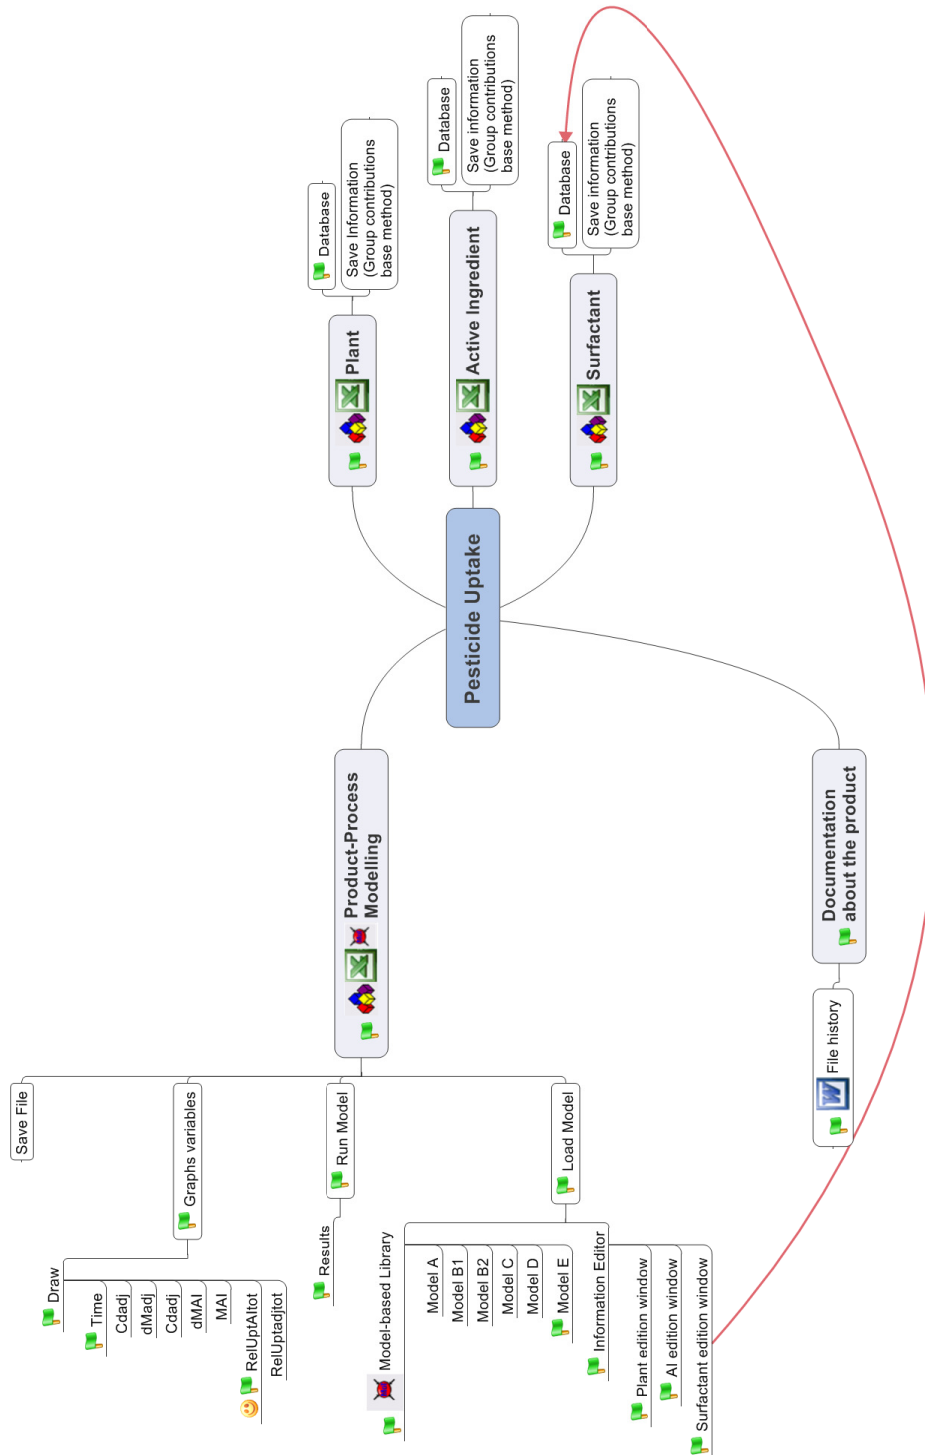 Pesticide Uptake
Plant
Database
Save Information
(Group contributions
base method)
Active Ingredient
Database
Save information
(Group contributions
base method)
Surfactant
Database
Save information
(Group contributions
base method)
Product-Process
Modelling
Save File
Graphs variables
Draw
Time
Cdadj
dMadj
Cdadj
dMAI
MAI
RelUptAItot
RelUptadjtot
Run Model
Results
Load Model
Model-based Library
Model A
Model B1
Model B2
Model C
Model D
Model E
Information Editor
Plant edition window
AI edition window
Surfactant edition window
Documentation
about the product
W
File history